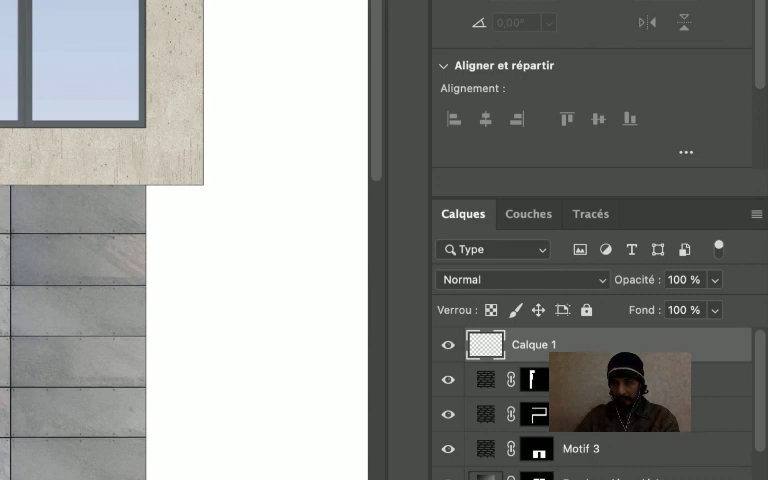 0,00°
Aligner et répartir
Alignement :
Calques Couches Tracés
Type
Normal Opacité : 100 %
Verrou : Fond : 100 %
Calque 1
Motif 3